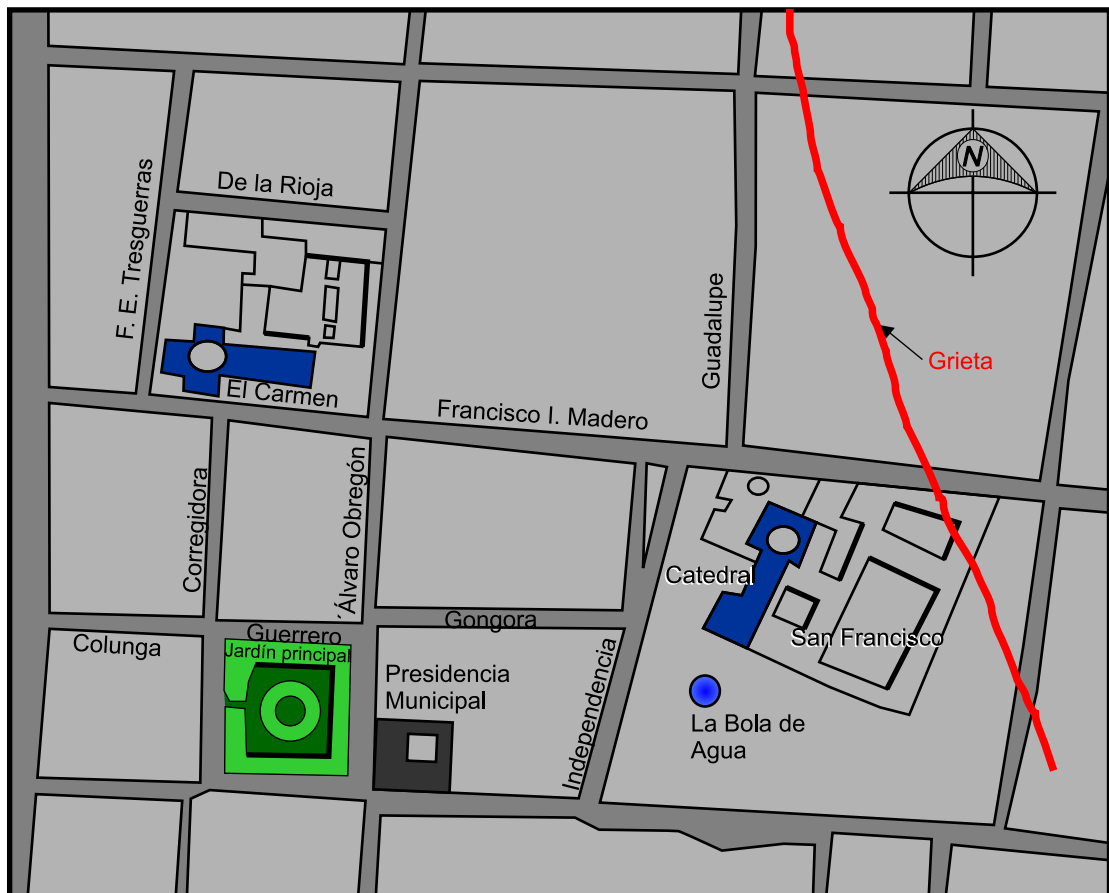 De la Rioja
N
F. E. Tresguerras
Guadalupe
Grieta
El Carmen
Francisco I. Madero
Corregidora
´Álvaro Obregón
Catedral
Gongora
Guerrero
Colunga
Jardín principal
San Francisco
Presidencia
Municipal
Independencia
La Bola de
Agua